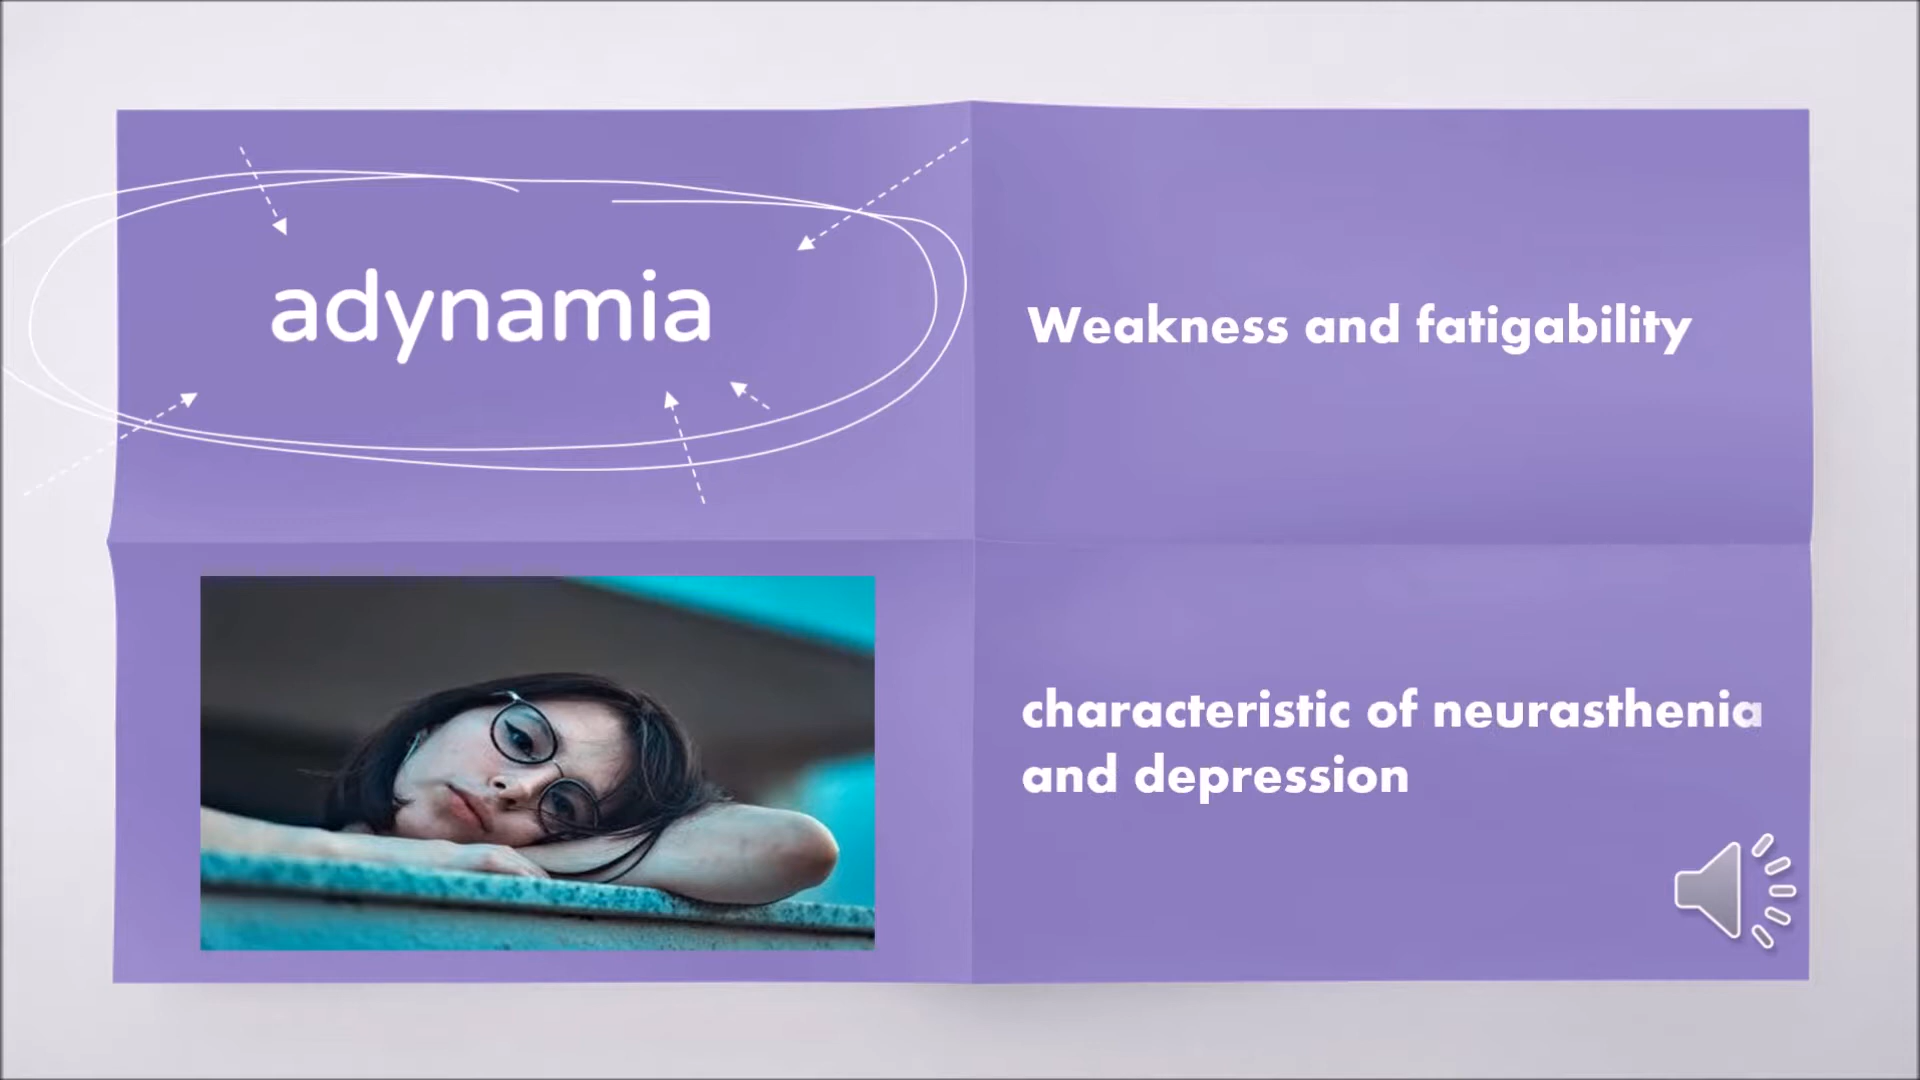 adynamia
Weakness and fatigability
characteristic of neurasthenia
and depression